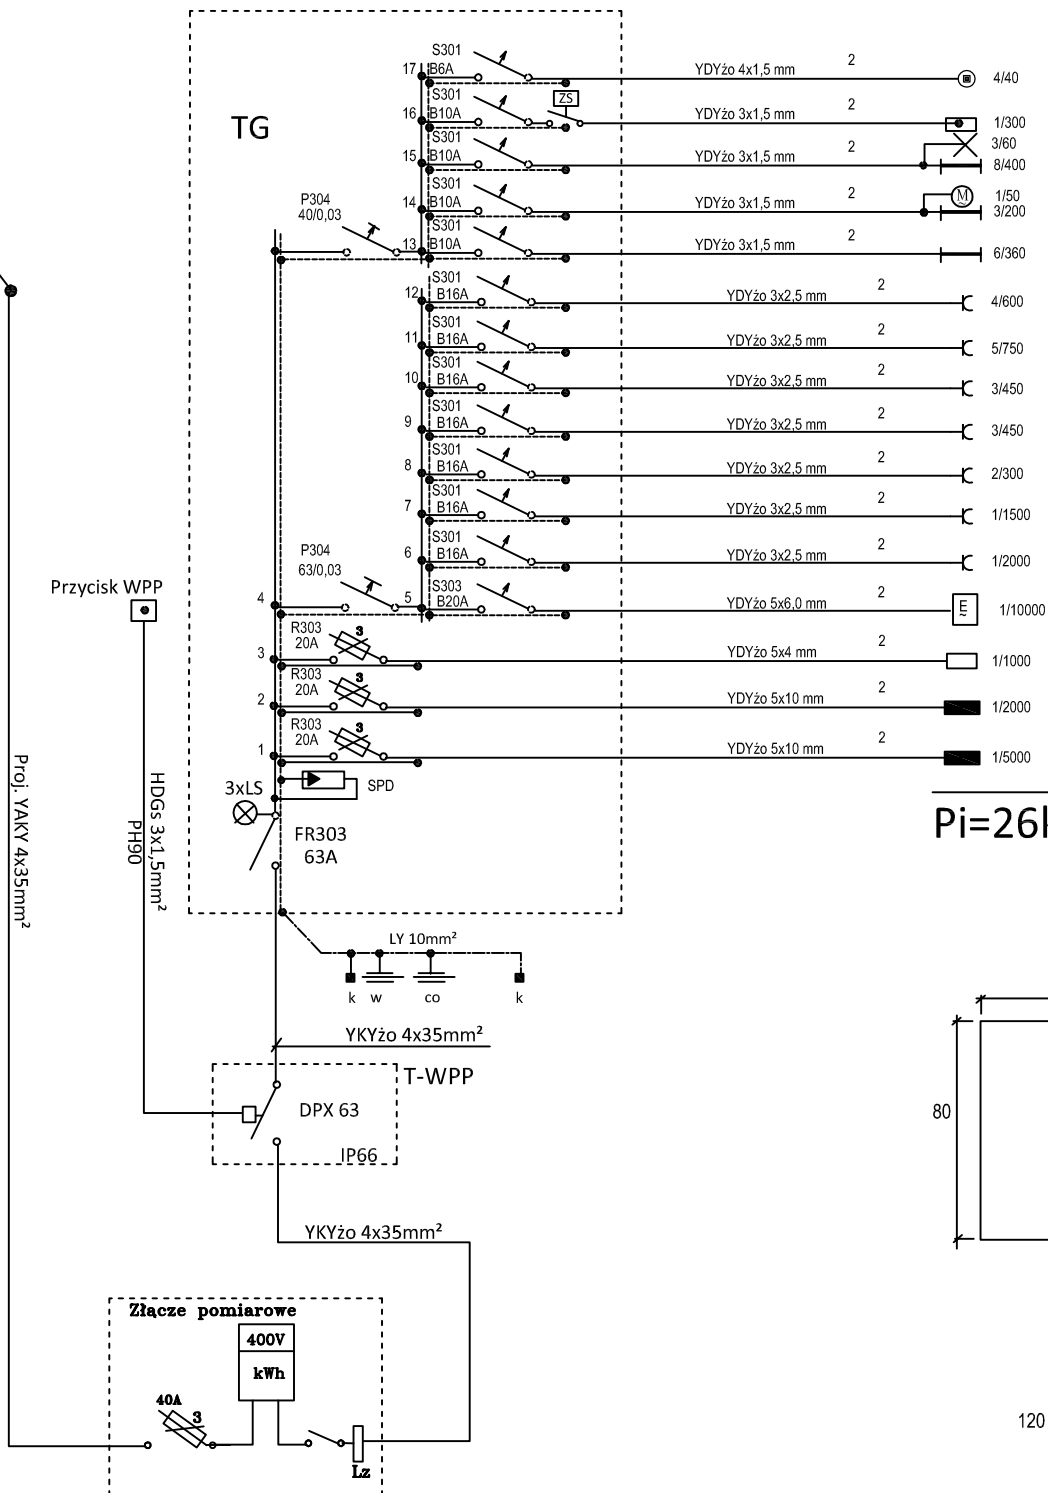 TG
S301
17 B6A
YDYżo 4x1,5 mm
2
4/40
S301
16 B10A
ZS
YDYżo 3x1,5 mm
2
1/300
3/60
S301
15 B10A
YDYżo 3x1,5 mm
2
8/400
S301
14 B10A
YDYżo 3x1,5 mm
2
M
1/50
3/200
P304
40/0,03
S301
13 B10A
YDYżo 3x1,5 mm
2
6/360
S301
12 B16A
YDYżo 3x2,5 mm
2
4/600
S301
11 B16A
YDYżo 3x2,5 mm
2
5/750
S301
10 B16A
YDYżo 3x2,5 mm
2
3/450
S301
9 B16A
YDYżo 3x2,5 mm
2
3/450
S301
8 B16A
YDYżo 3x2,5 mm
2
2/300
S301
7 B16A
YDYżo 3x2,5 mm
2
1/1500
S301
6 B16A
YDYżo 3x2,5 mm
2
1/2000
P304
63/0,03
4
S303
5 B20A
YDYżo 5x6,0 mm
2
E
~
1/10000
R303
20A
3
3
YDYżo 5x4 mm
2
1/1000
R303
20A
3
2
YDYżo 5x10 mm
2
1/2000
R303
20A
3
1
YDYżo 5x10 mm
2
1/5000
Przycisk WPP
3xLS
SPD
FR303
63A
Pi=26k
Proj. YAKY 4x35mm²
HDGs 3x1,5mm²
PH90
LY 10mm²
k w co k
YKYżo 4x35mm²
T-WPP
DPX 63
IP66
80
YKYżo 4x35mm²
Złącze pomiarowe
400V
kWh
40A
3
Lz
120